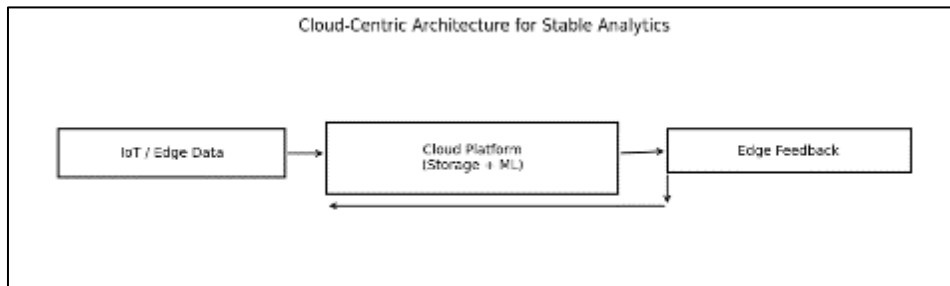 Cloud-Centric Architecture for Stable Analytics
IoT / Edge Data
Cloud Platform
(Storage + ML)
Edge Feedback